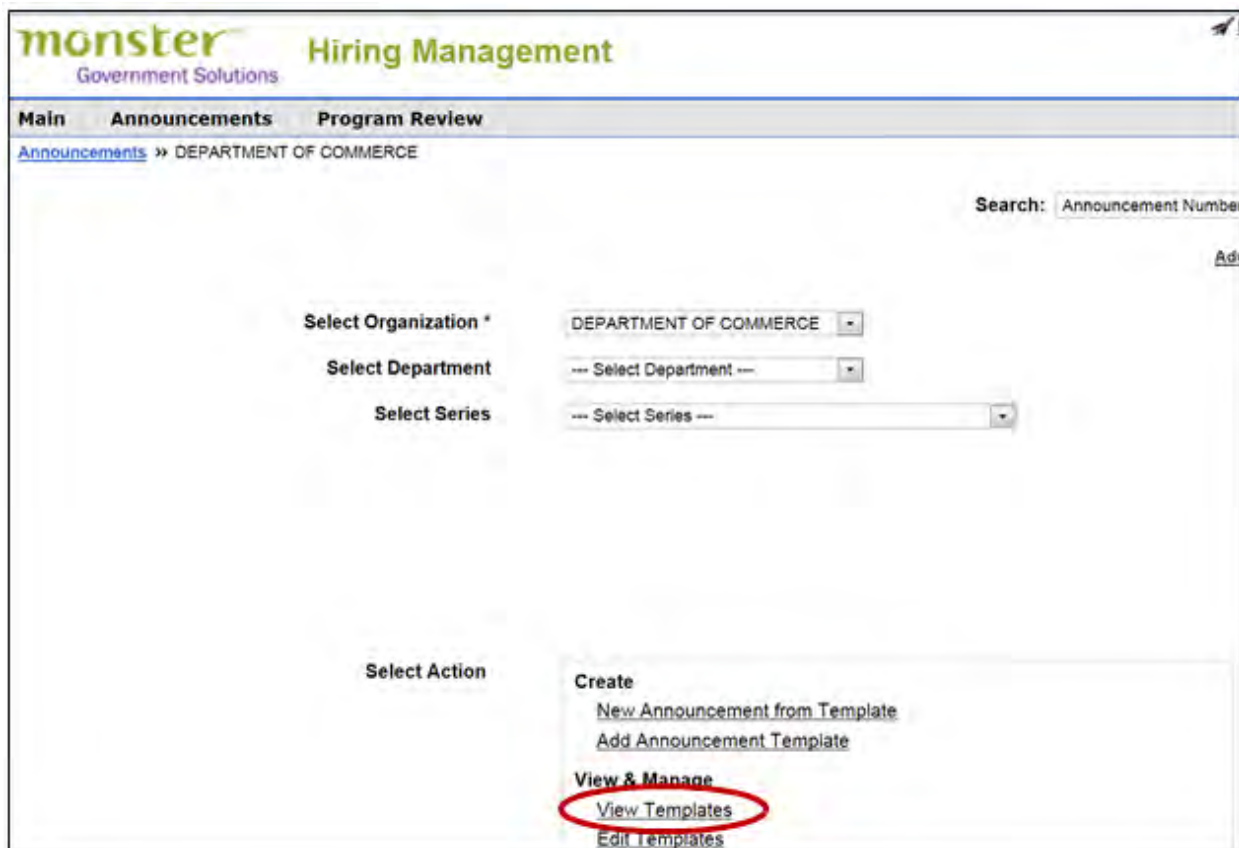 monster
Government Solutions
Hiring Management
Main Announcements Program Review
Announcements » DEPARTMENT OF COMMERCE
Search: Announcement Number
Select Organization * DEPARTMENT OF COMMERCE
Select Department --- Select Department ---
Select Series --- Select Series ---
Select Action
Create
New Announcement from Template
Add Announcement Template
View & Manage
View Templates
Edit Templates